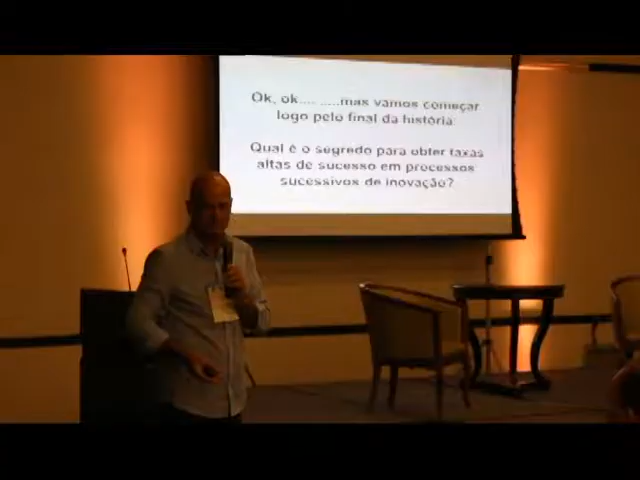 Ok, ok.... .....mas vamos começar
logo pelo final da história:
Qual é o segredo para obter taxas
altas de sucesso em processos
sucessivos de inovação?